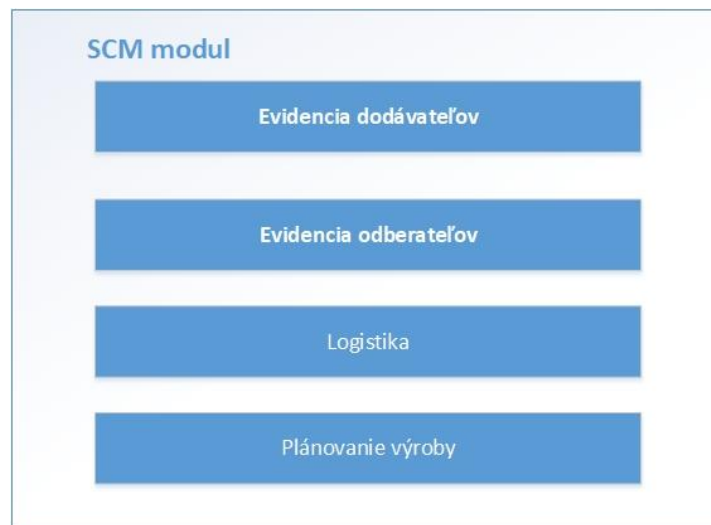 SCM modul
Evidencia dodávateľov
Evidencia odberateľov
Logistika
Plánovanie výroby